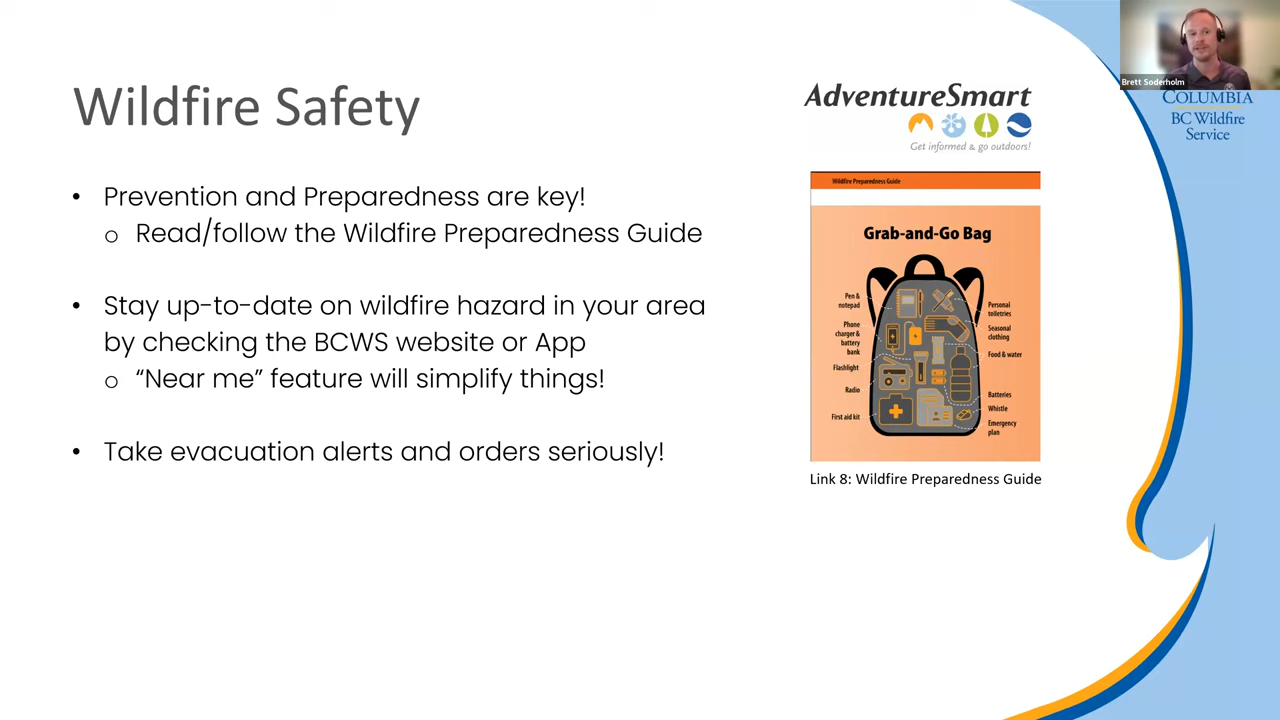 Brett Soderholm
COLUMBIA
BC Wildfire
Service
Wildfire Safety
• Prevention and Preparedness are key!
o Read/follow the Wildfire Preparedness Guide
• Stay up-to-date on wildfire hazard in your area
by checking the BCWS website or App
o “Near me” feature will simplify things!
• Take evacuation alerts and orders seriously!
AdventureSmart
Get informed & go outdoors!
Wildfire Preparedness Guide
Grab-and-Go Bag
Pen &
notepad
Phone
charger &
battery
bank
Flashlight
Radio
First aid kit
Personal
toiletries
Seasonal
clothing
Food & water
Batteries
Whistle
Emergency
plan
Link 8: Wildfire Preparedness Guide